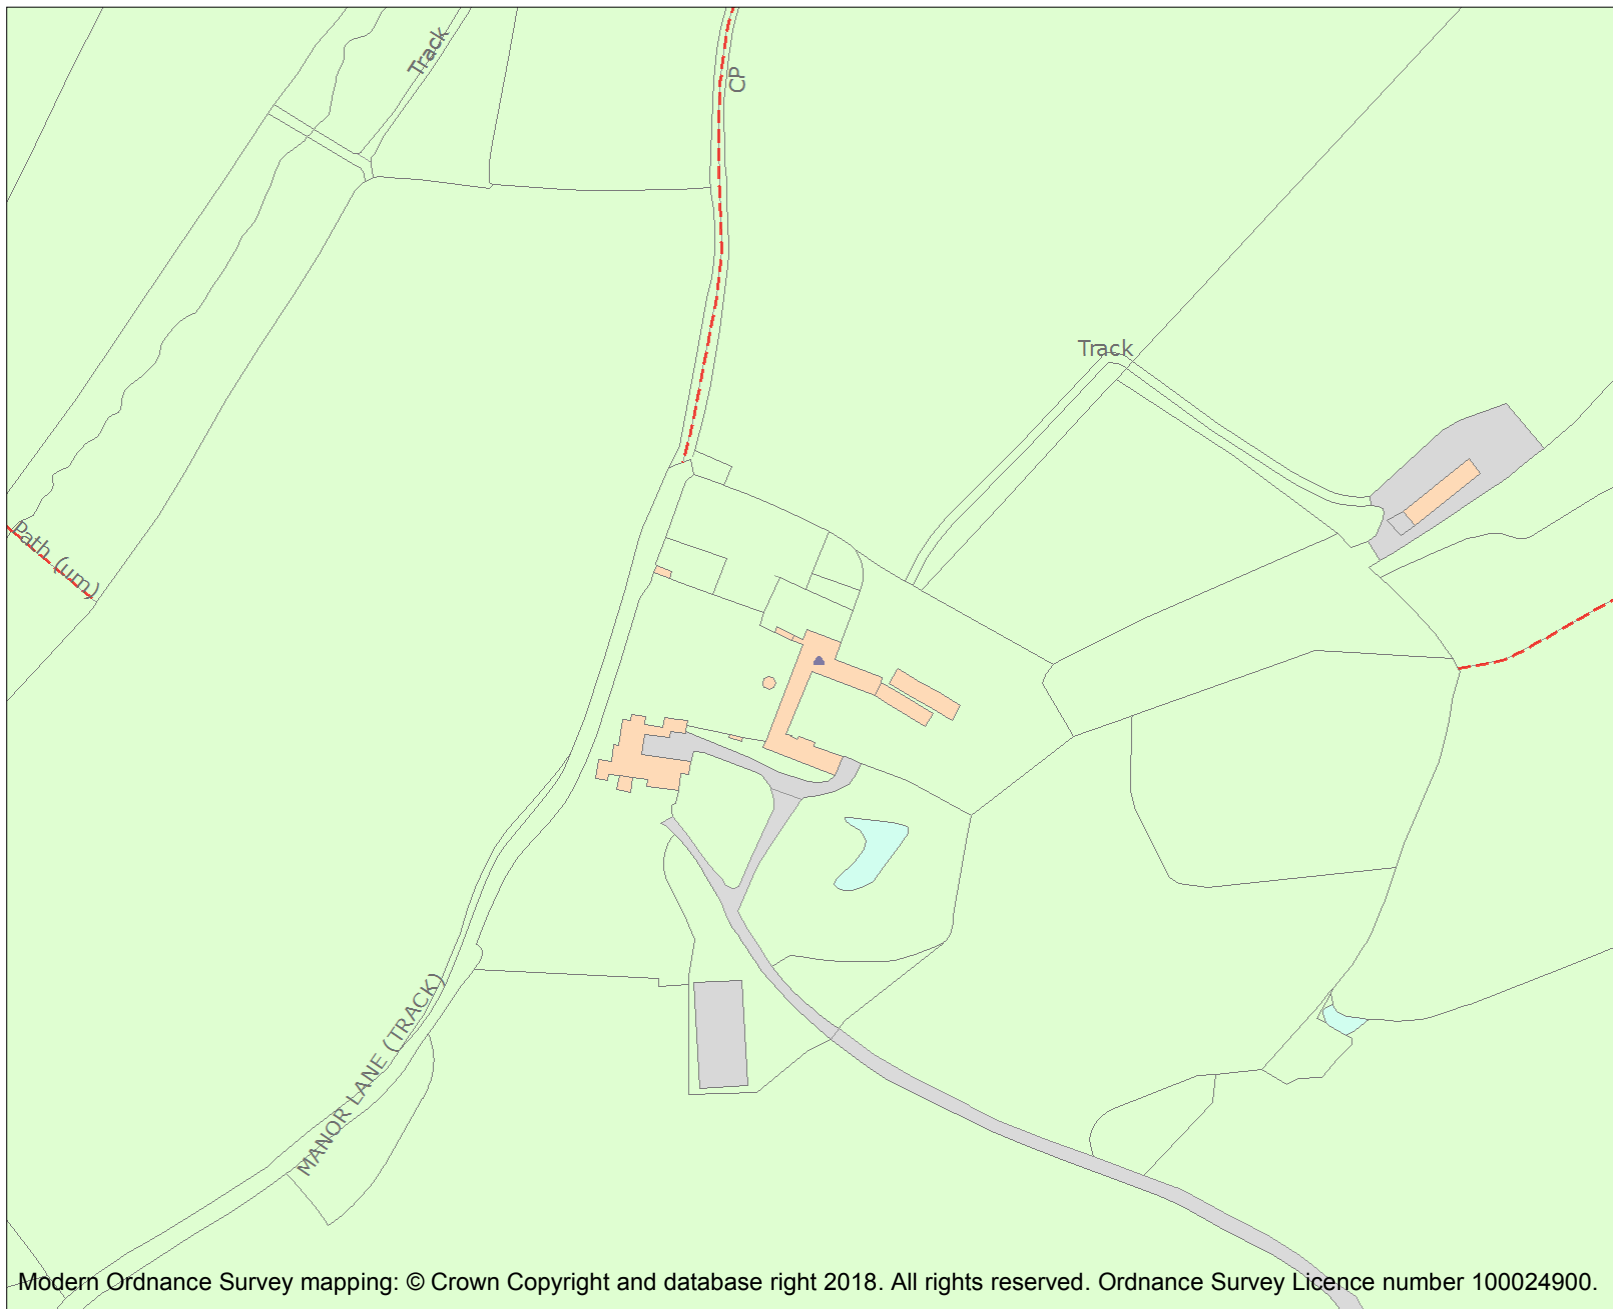 Track
CP
Track
Path (um)
MANOR LANE (TRACK)
Modern Ordnance Survey mapping: © Crown Copyright and database right 2018. All rights reserved. Ordnance Survey Licence number 100024900.